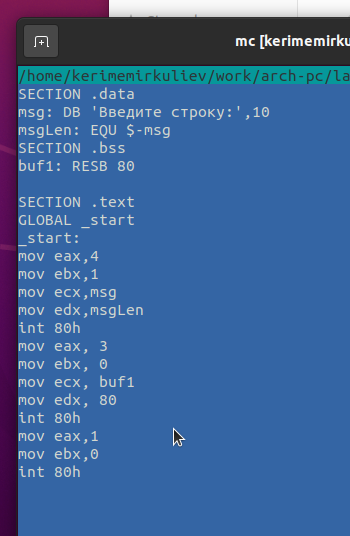 mc [kerimemirku
/home/kerimemirkuliev/work/arch-pc/la
SECTION .data
msg: DB 'Введите строку:',10
msgLen: EQU $-msg
SECTION .bss
buf1: RESB 80
SECTION .text
GLOBAL _start
_start:
mov eax,4
mov ebx,1
mov ecx,msg
mov edx,msgLen
int 80h
mov eax, 3
mov ebx, 0
mov ecx, buf1
mov edx, 80
int 80h
mov eax,1
mov ebx,0
int 80h